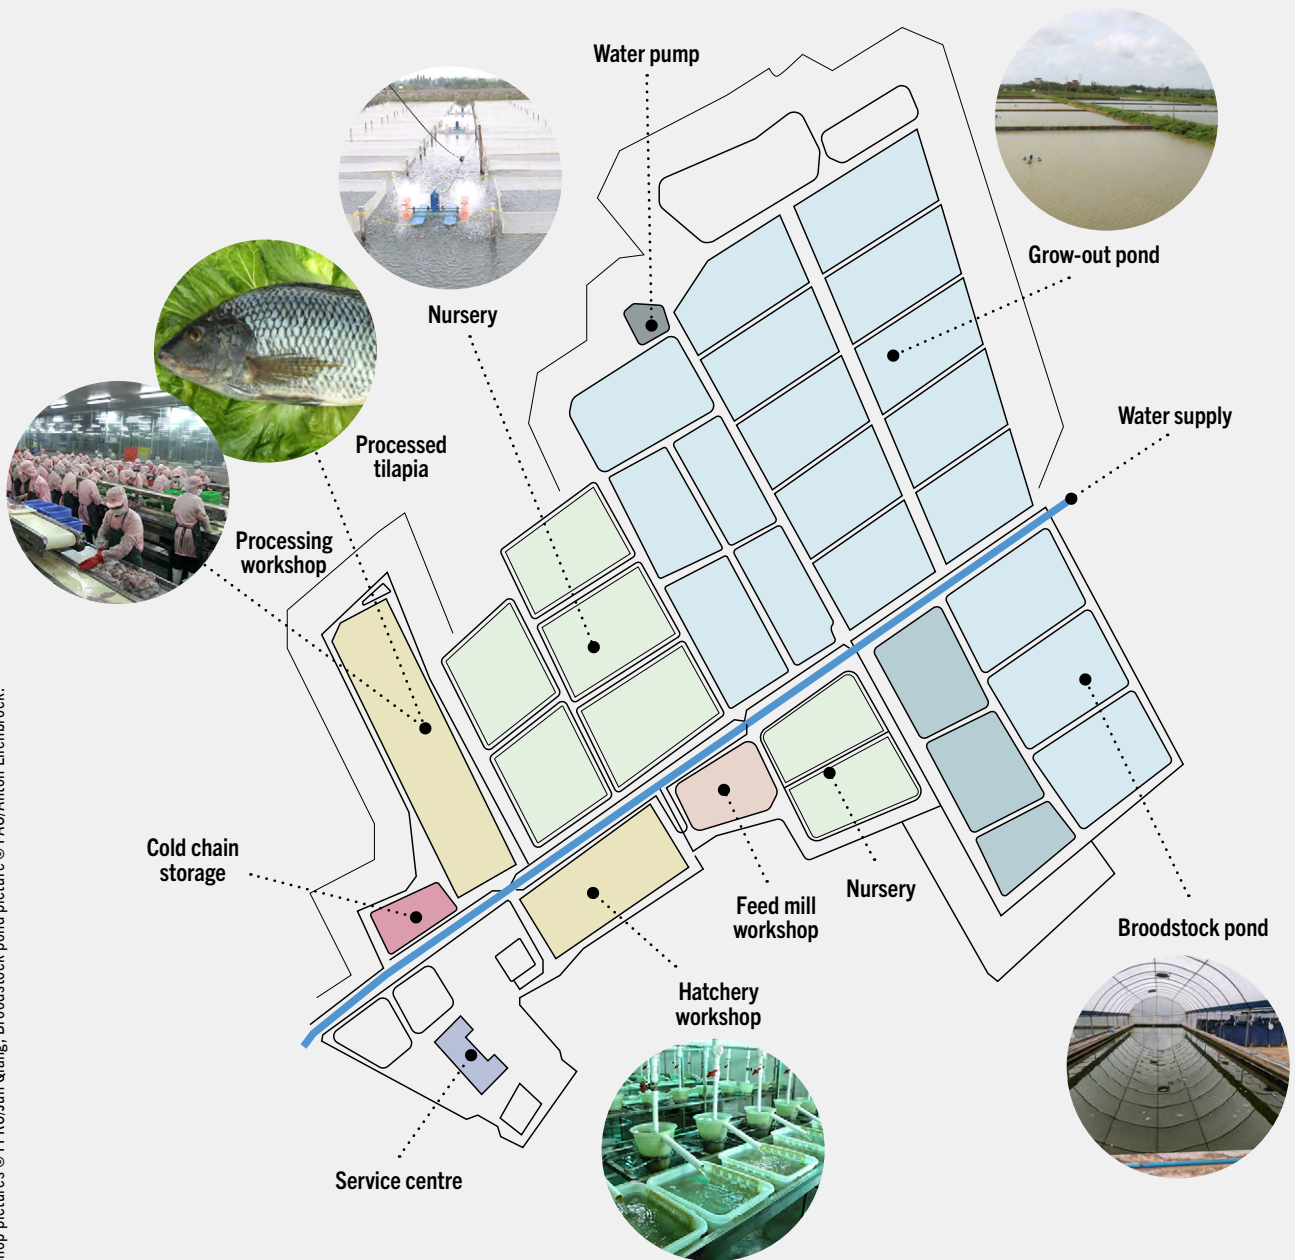 Water pump
Grow-out pond
Nursery
Water supply
Processed
tilapia
Processing
workshop
Cold chain
storage
Nursery
Feed mill
workshop
Broodstock pond
Hatchery
workshop
Service centre